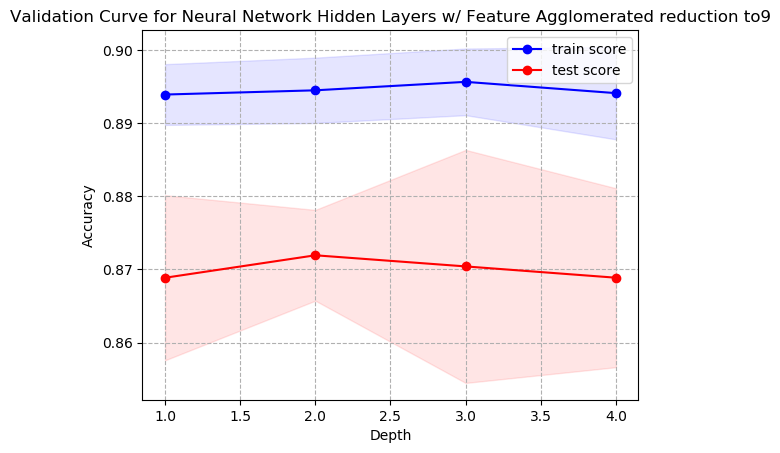 Validation Curve for Neural Network Hidden Layers w/ Feature Agglomerated reduction to9
train score
test score
0.90
0.89
0.88
0.87
0.86
Accuracy
1.0 1.5 2.0 2.5 3.0 3.5 4.0
Depth